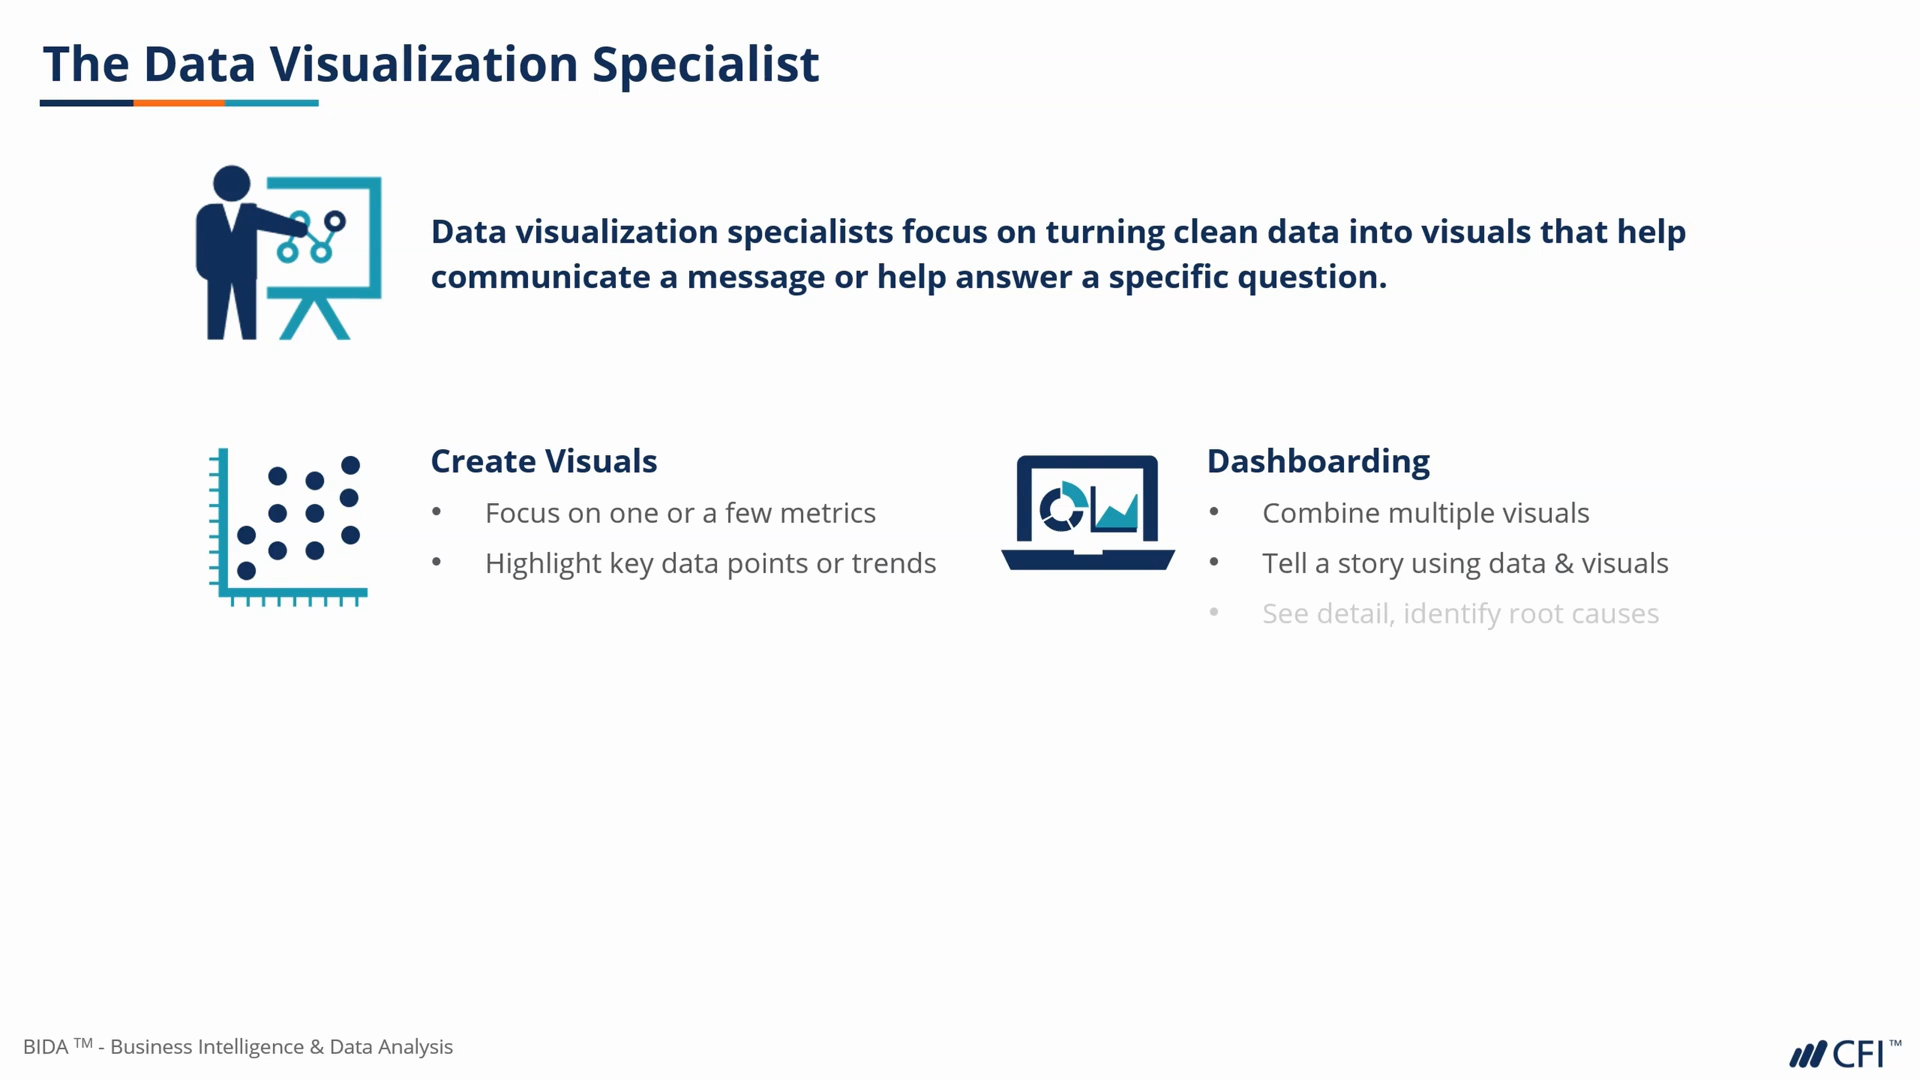 The Data Visualization Specialist
Data visualization specialists focus on turning clean data into visuals that help
communicate a message or help answer a specific question.
Create Visuals
• Focus on one or a few metrics
• Highlight key data points or trends
Dashboarding
• Combine multiple visuals
• Tell a story using data & visuals
• See detail, identify root causes
BIDA TM - Business Intelligence & Data Analysis
CFI™